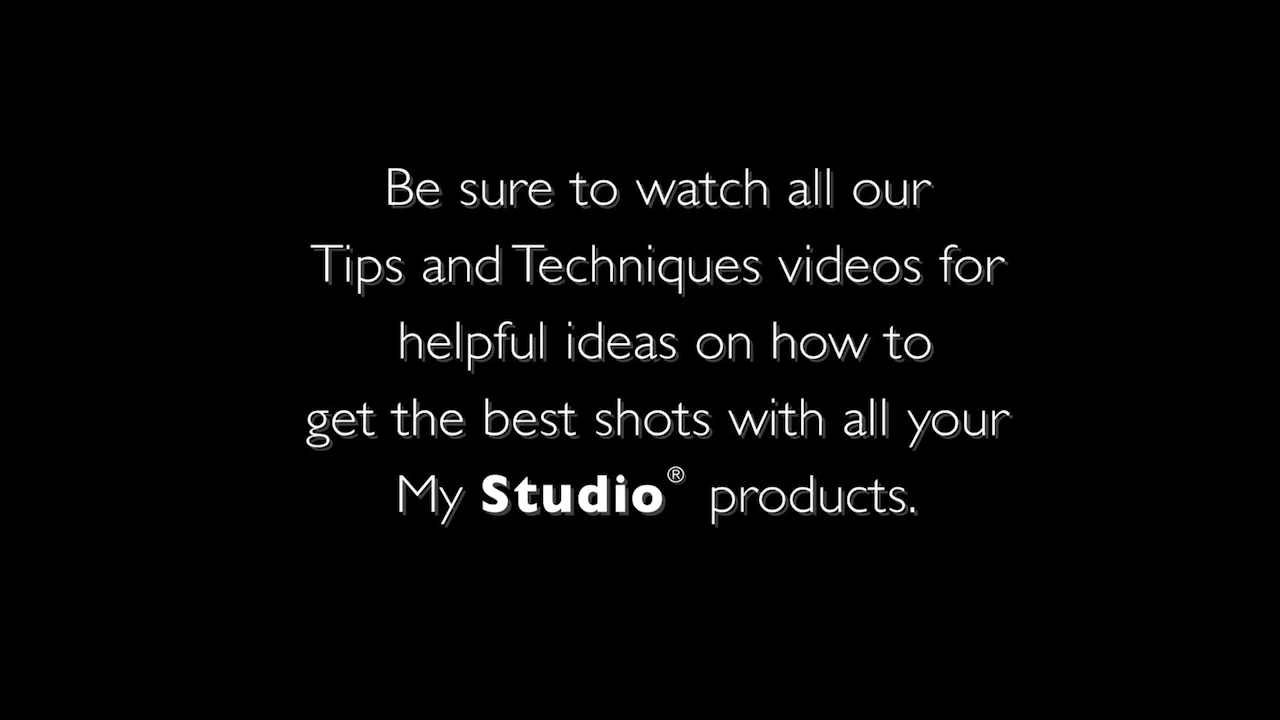 Be sure to watch all our
Tips and Techniques videos for
helpful ideas on how to
get the best shots with all your
My Studio® products.